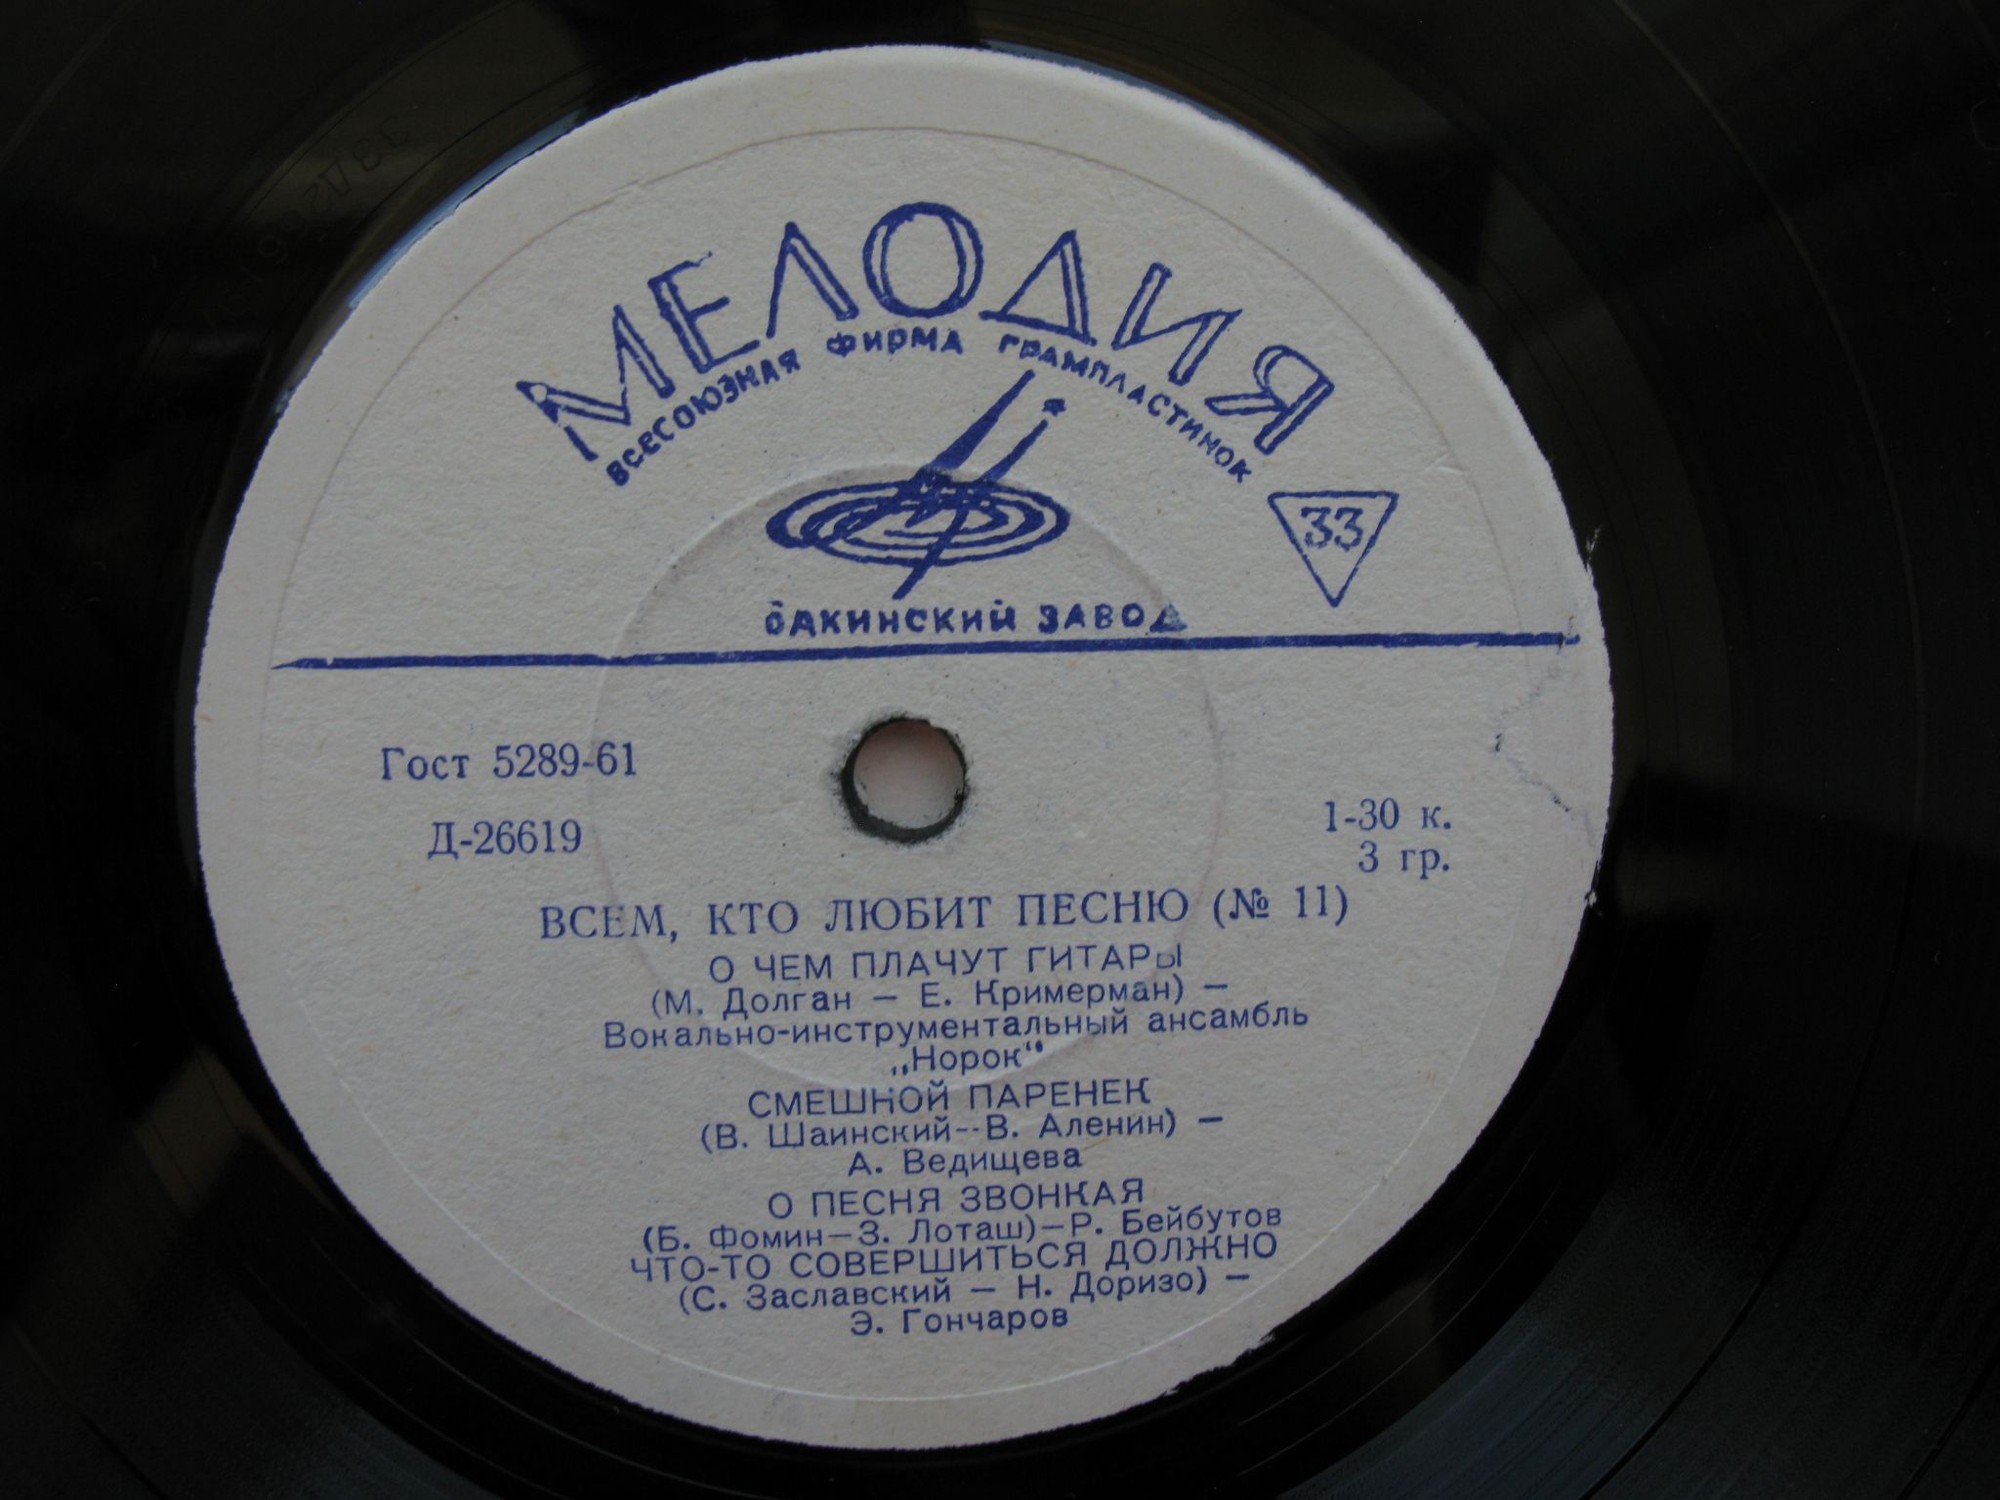 МЕЛОДИЯ
ВСЕСОЮЗНАЯ ФИРМА ГРАМПЛАСТИНОК
33
БАКИНСКИЙ ЗАВОД
Гост 5289-61
Д-26619
1-30 к.
3 гр.
ВСЕМ, КТО ЛЮБИТ ПЕСНЮ (№ 11)
О ЧЕМ ПЛАЧУТ ГИТАРЫ
(М. Долган — Е. Кримерман) —
Вокально-инструментальный ансамбль
„Норок“
СМЕШНОЙ ПАРЕНЕК
(В. Шаинский--В. Аленин) —
А. Ведищева
О ПЕСНЯ ЗВОНКАЯ
(Б. Фомин—З. Лоташ)—Р. Бейбутов
ЧТО-ТО СОВЕРШИТЬСЯ ДОЛЖНО
(С. Заславский — Н. Доризо) —
Э. Гончаров